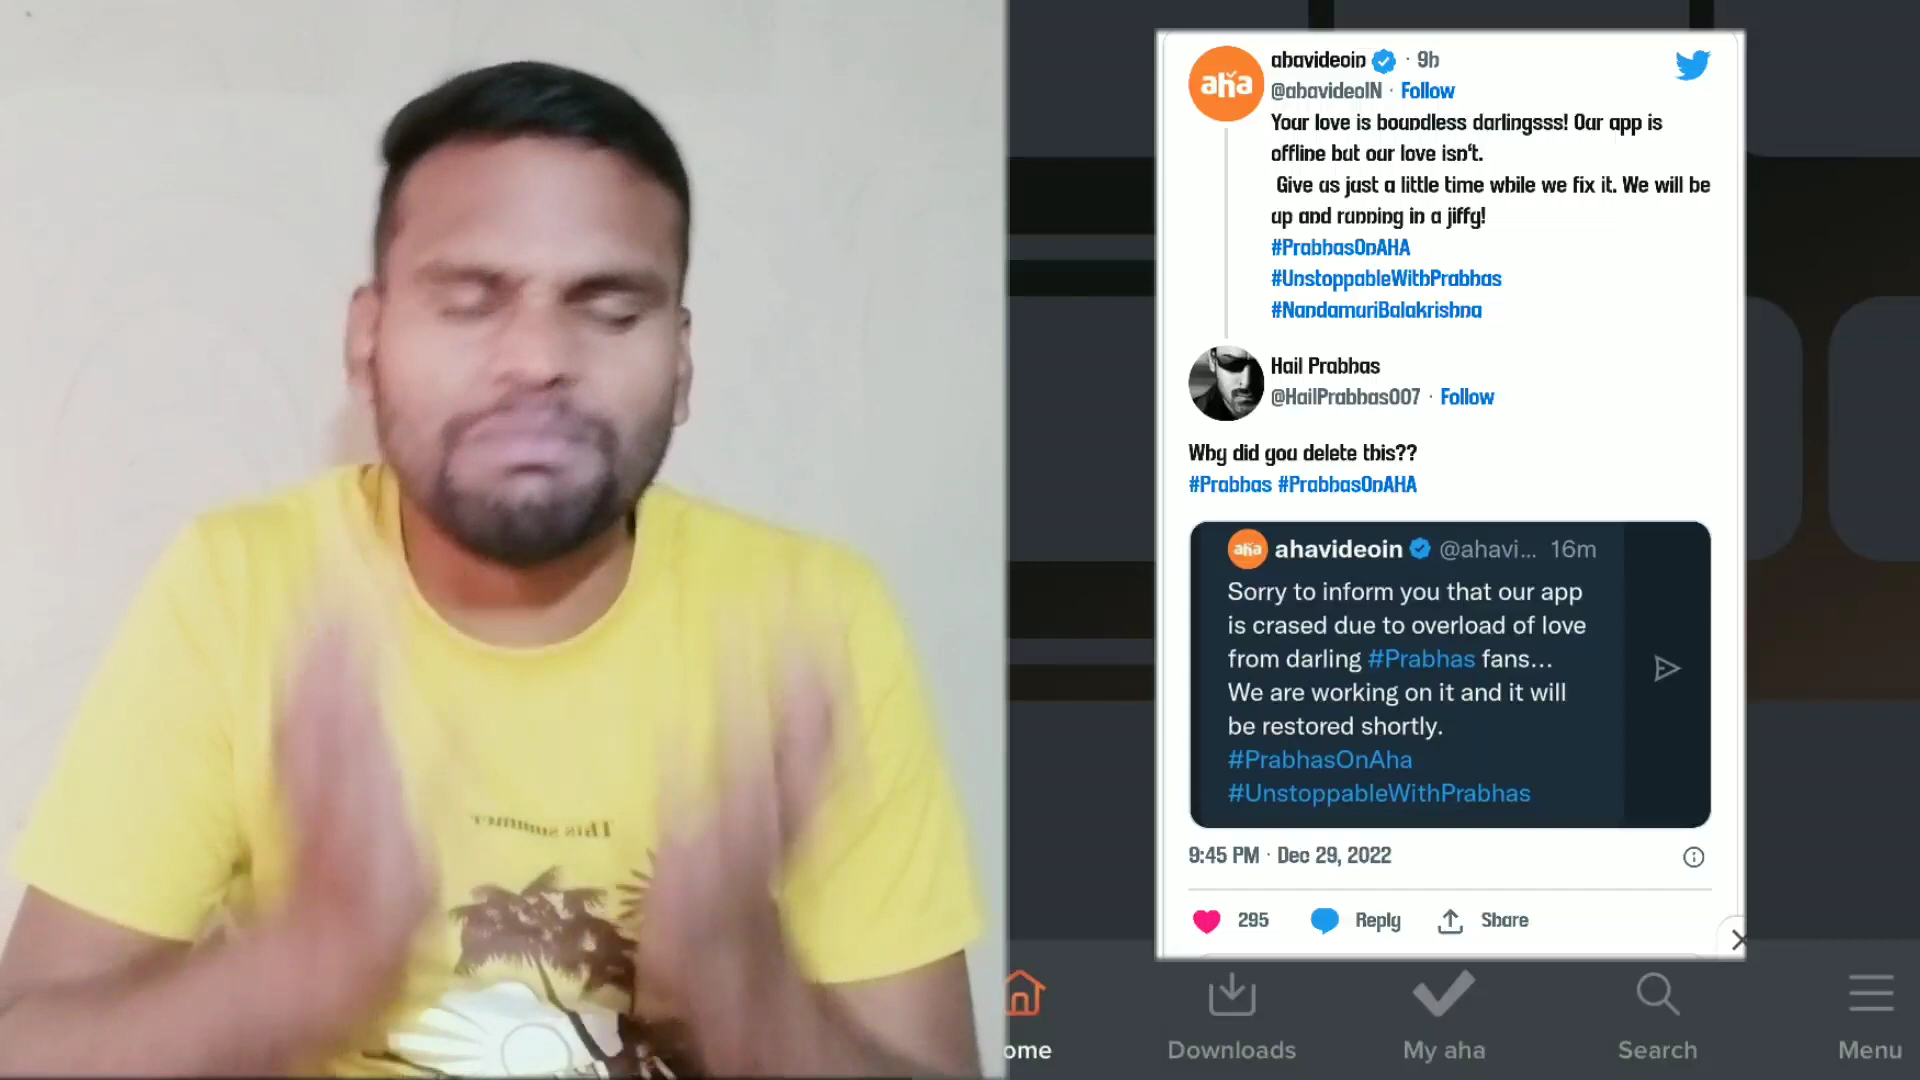 ahavideoin · 9h
@ahavideoIN · Follow
Your love is boundless darlingsss! Our app is
offline but our love isn't.
Give us just a little time while we fix it. We will be
up and running in a jiffy!
#PrabhasOnAHA
#UnstoppableWithPrabhas
#NandamuriBalakrishna
aha
Hail Prabhas
@HailPrabhas007 · Follow
Why did you delete this??
#Prabhas #PrabhasOnAHA
aha ahavideoin @ahavi... 16m
Sorry to inform you that our app
is crased due to overload of love
from darling #Prabhas fans...
We are working on it and it will
be restored shortly.
#PrabhasOnAha
#UnstoppableWithPrabhas
9:45 PM · Dec 29, 2022
295 Reply Share
This summer
ome Downloads My aha Search Menu